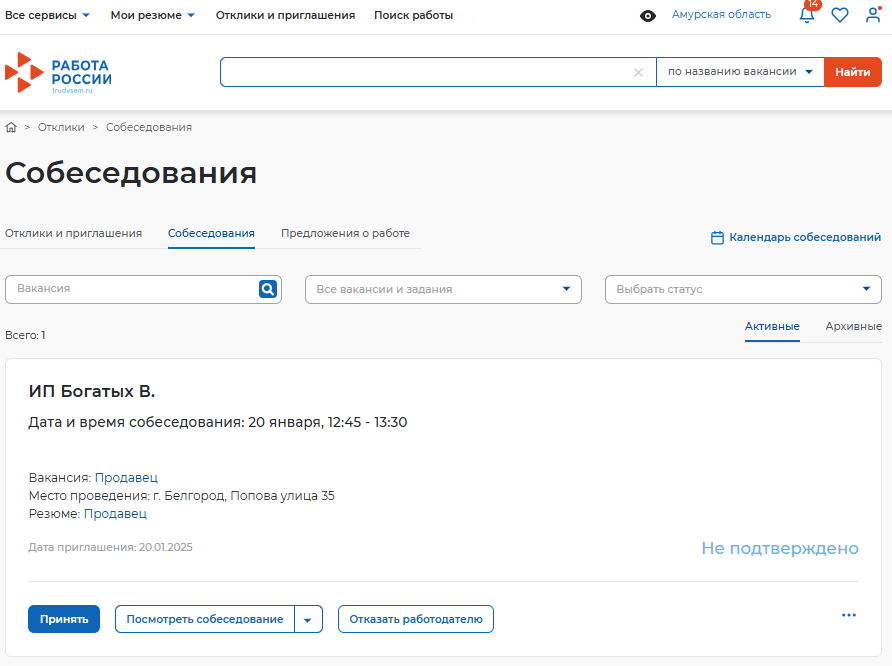 Все сервисы Мои резюме Отклики и приглашения Поиск работы Амурская область 14
РАБОТА
РОССИИ
trudvsem.ru
по названию вакансии Найти
> Отклики > Собеседования
Собеседования
Отклики и приглашения Собеседования Предложения о работе Календарь собеседований
Вакансия Все вакансии и задания Выбрать статус
Всего: 1 Активные Архивные
ИП Богатых В.
Дата и время собеседования: 20 января, 12:45 - 13:30
Вакансия: Продавец
Место проведения: г. Белгород, Попова улица 35
Резюме: Продавец
Дата приглашения: 20.01.2025 Не подтверждено
Принять Посмотреть собеседование Отказать работодателю ...